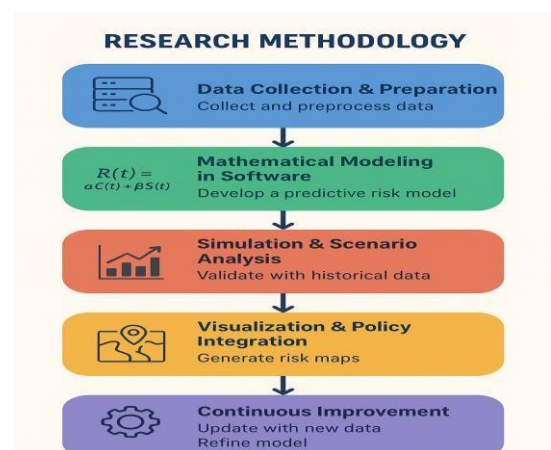 RESEARCH METHODOLOGY
Data Collection & Preparation
Collect and preprocess data
R(t) =
αC(t) + βS(t)
Mathematical Modeling
in Software
Develop a predictive risk model
Simulation & Scenario
Analysis
Validate with historical data
Visualization & Policy
Integration
Generate risk maps
Continuous Improvement
Update with new data
Refine model